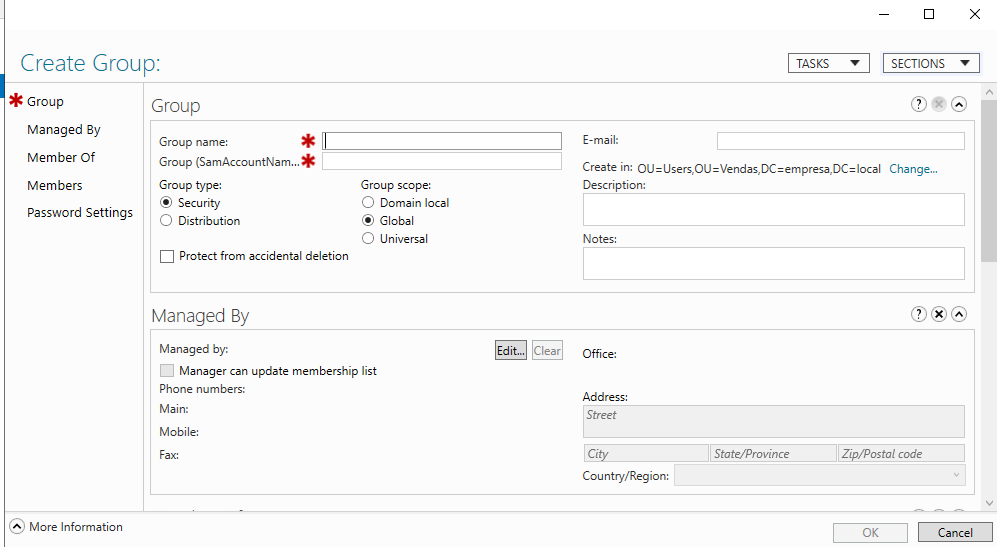 Create Group:
TASKS
SECTIONS
Group
Managed By
Member Of
Members
Password Settings
Group
Group name:
Group (SamAccountNam...
Group type:
Security
Distribution
Group scope:
Domain local
Global
Universal
Protect from accidental deletion
E-mail:
Create in: OU=Users,OU=Vendas,DC=empresa,DC=local Change...
Description:
Notes:
Managed By
Managed by:
Edit...
Clear
Manager can update membership list
Phone numbers:
Main:
Mobile:
Fax:
Office:
Address:
Street
City
State/Province
Zip/Postal code
Country/Region:
More Information
OK
Cancel